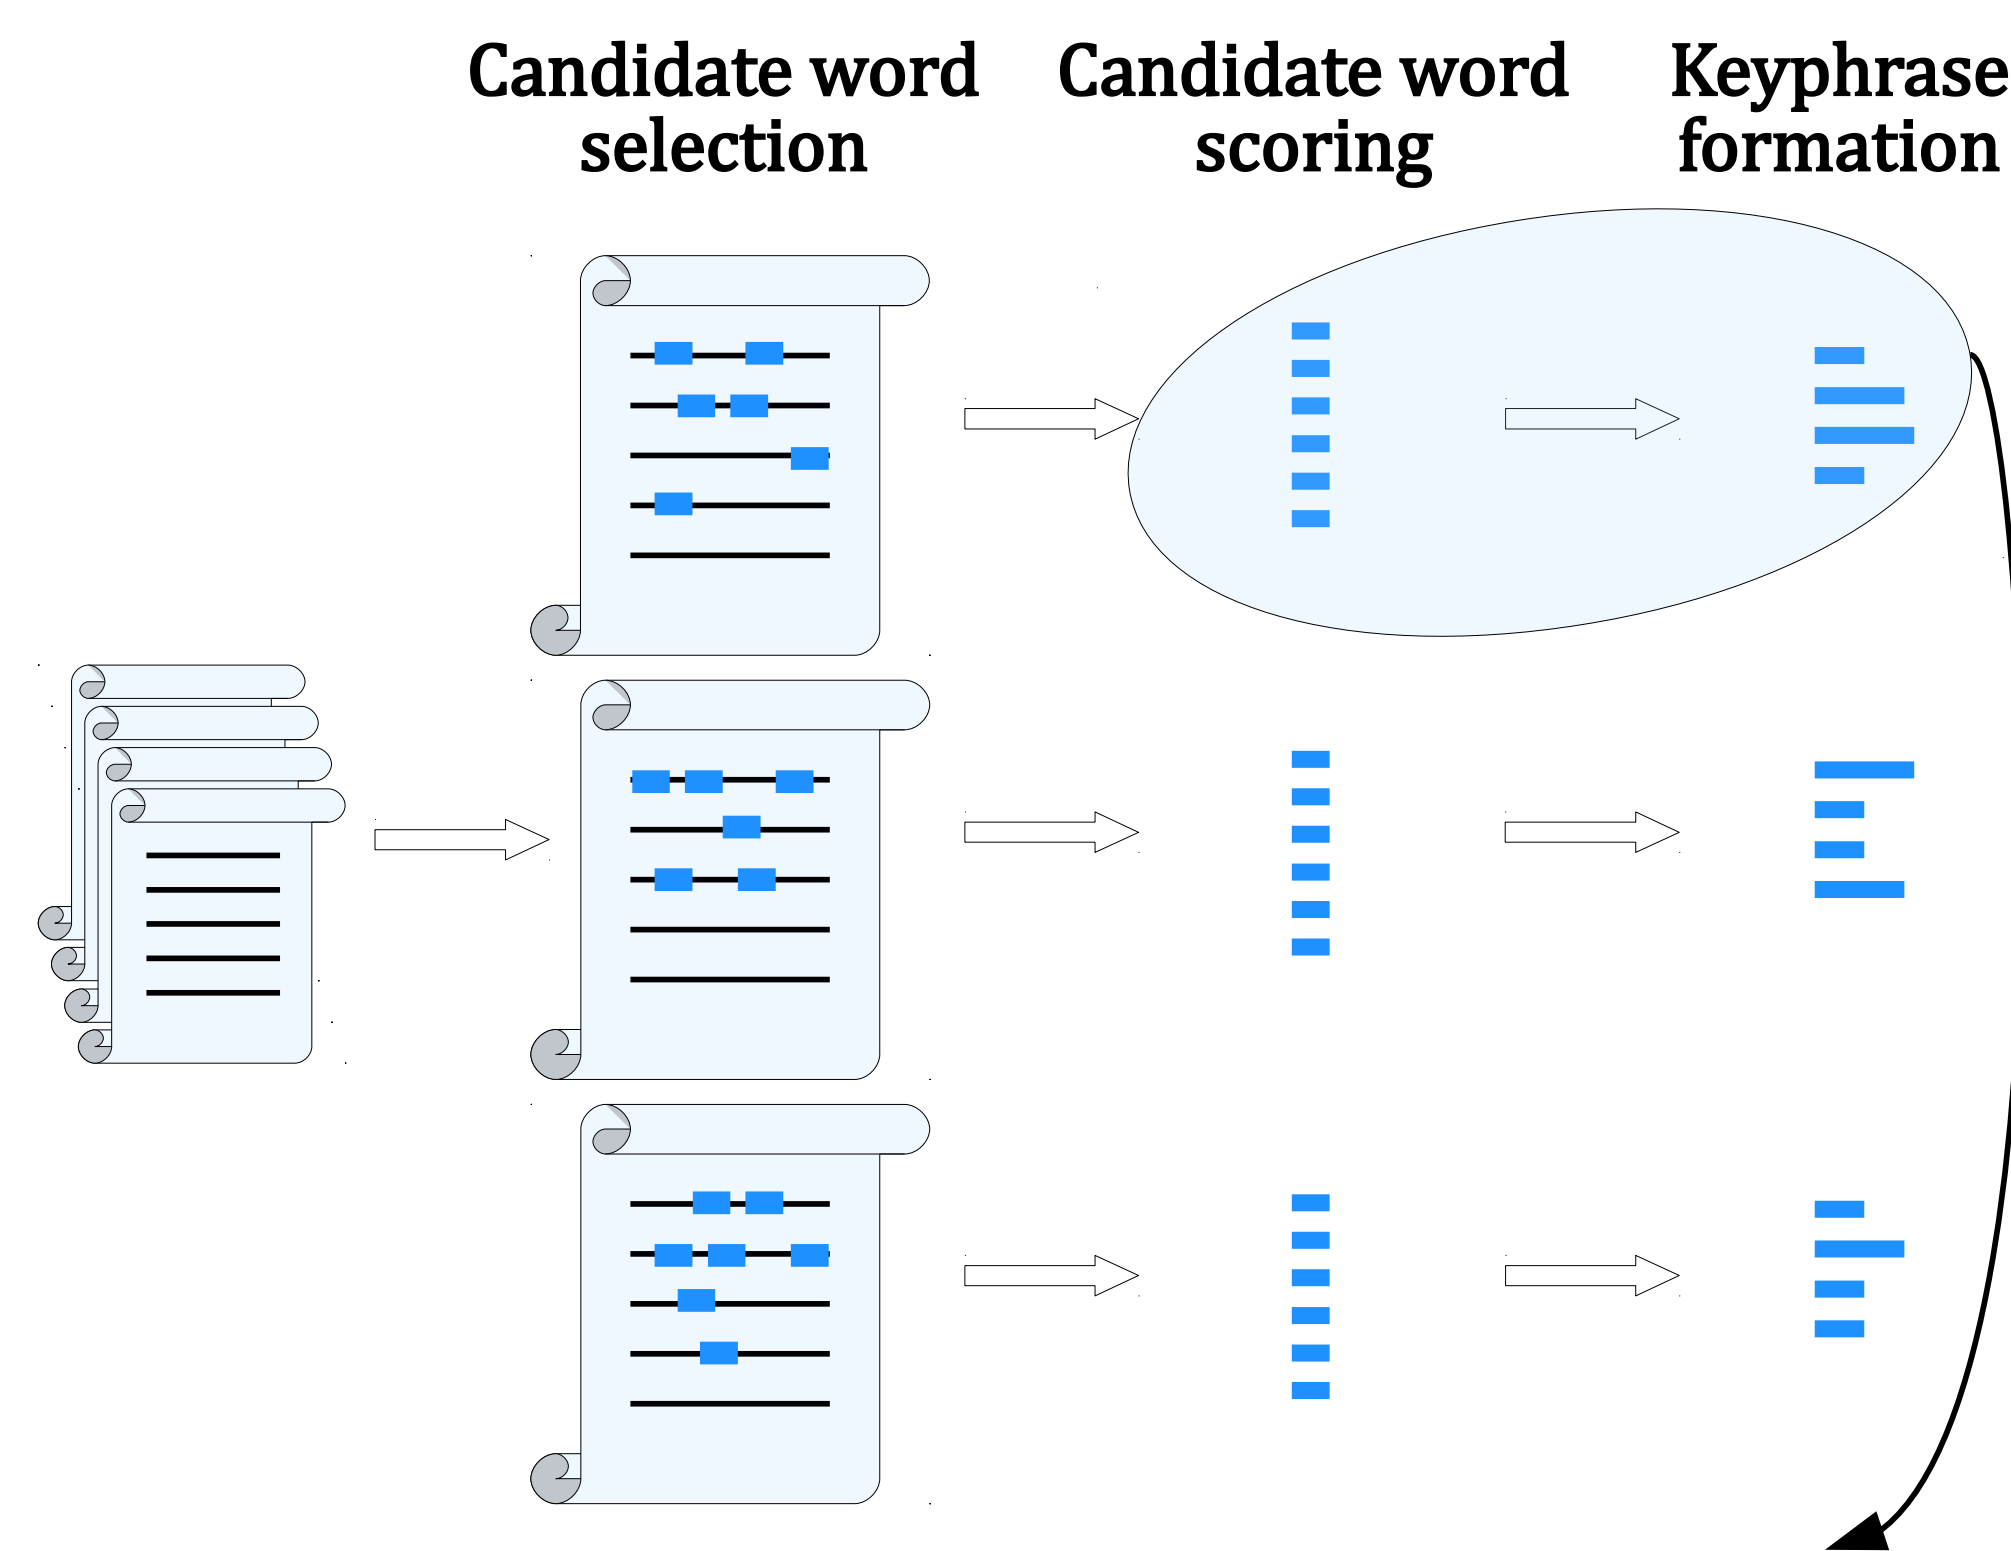 Candidate word
selection
Candidate word
scoring
Keyphrase
formation